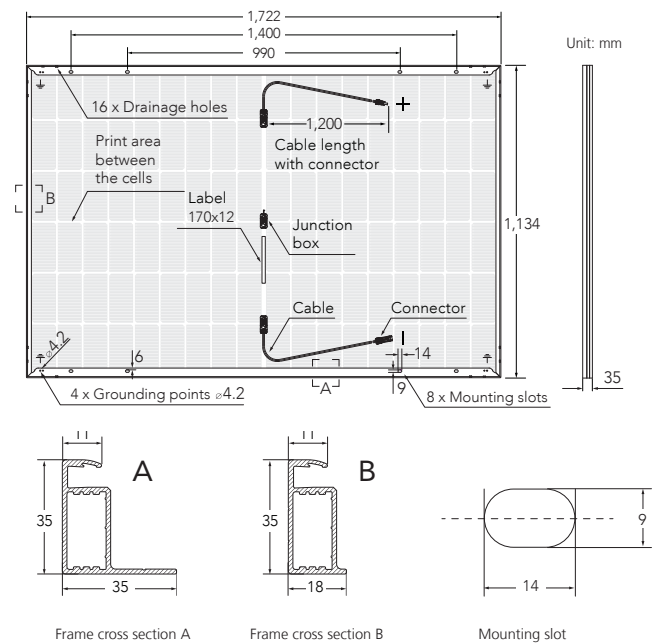 1,722
1,400
990
Unit: mm
16 x Drainage holes
+
1,200
Cable length
with connector
Print area
between
the cells
B
Label
170x12
Junction
box
1,134
Cable
Connector
⌀4.2
6
14
9
A
35
4 x Grounding points ⌀4.2
8 x Mounting slots
11
A
35
35
11
B
35
18
9
14
Frame cross section A
Frame cross section B
Mounting slot